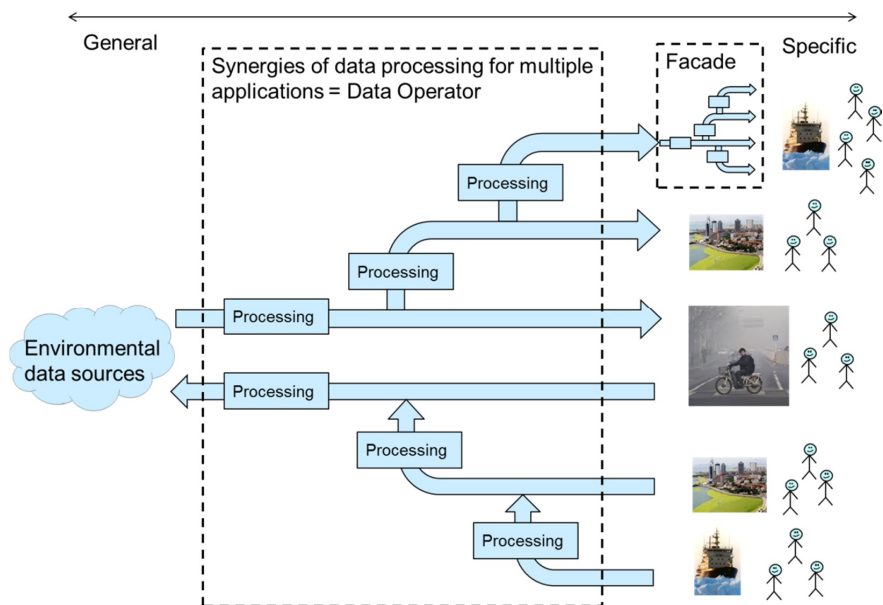 General
Specific
Synergies of data processing for multiple
applications = Data Operator
Facade
Processing
Processing
Processing
Environmental
data sources
Processing
Processing
Processing